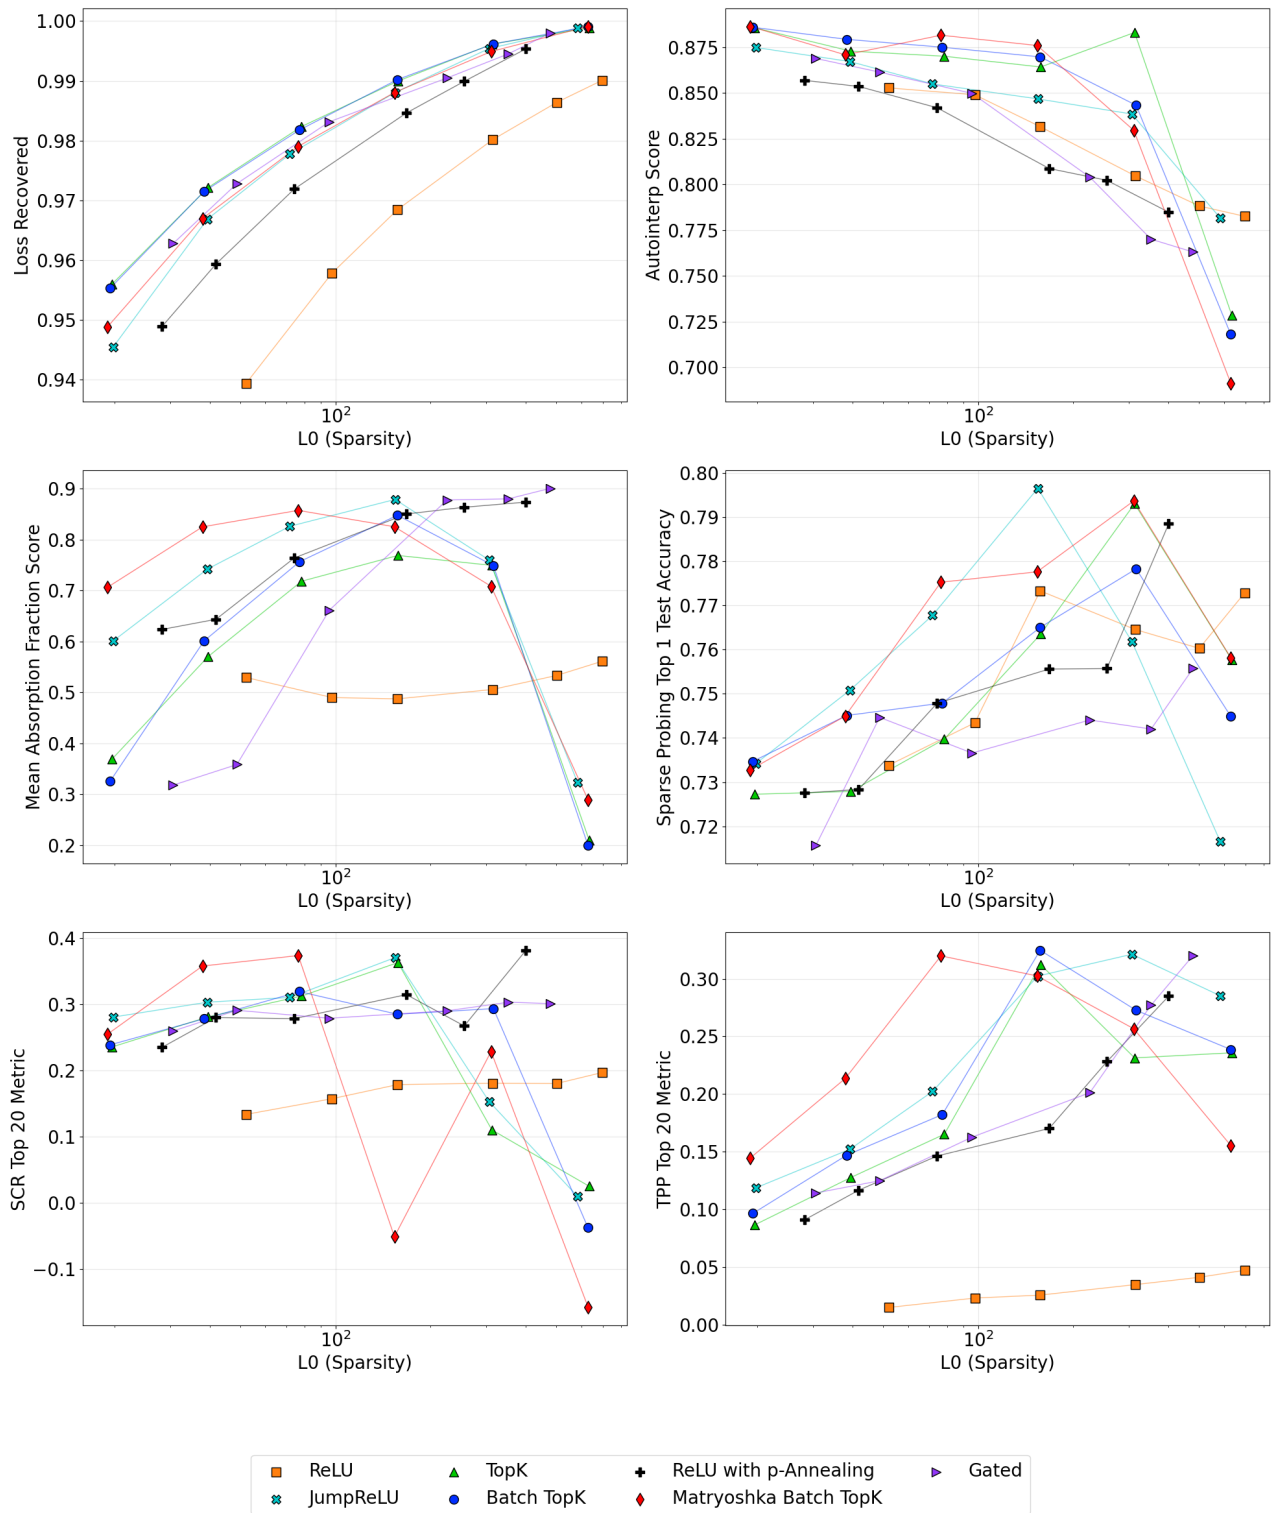 1.00
0.99
0.98
0.97
0.96
0.95
0.94
Loss Recovered
10²
L0 (Sparsity)
0.875
0.850
0.825
0.800
0.775
0.750
0.725
0.700
Autointerp Score
10²
L0 (Sparsity)
0.9
0.8
0.7
0.6
0.5
0.4
0.3
0.2
Mean Absorption Fraction Score
10²
L0 (Sparsity)
0.80
0.79
0.78
0.77
0.76
0.75
0.74
0.73
0.72
Sparse Probing Top 1 Test Accuracy
10²
L0 (Sparsity)
0.4
0.3
0.2
0.1
0.0
−0.1
SCR Top 20 Metric
10²
L0 (Sparsity)
0.30
0.25
0.20
0.15
0.10
0.05
0.00
TPP Top 20 Metric
10²
L0 (Sparsity)
ReLU
TopK
ReLU with p-Annealing
Gated
JumpReLU
Batch TopK
Matryoshka Batch TopK